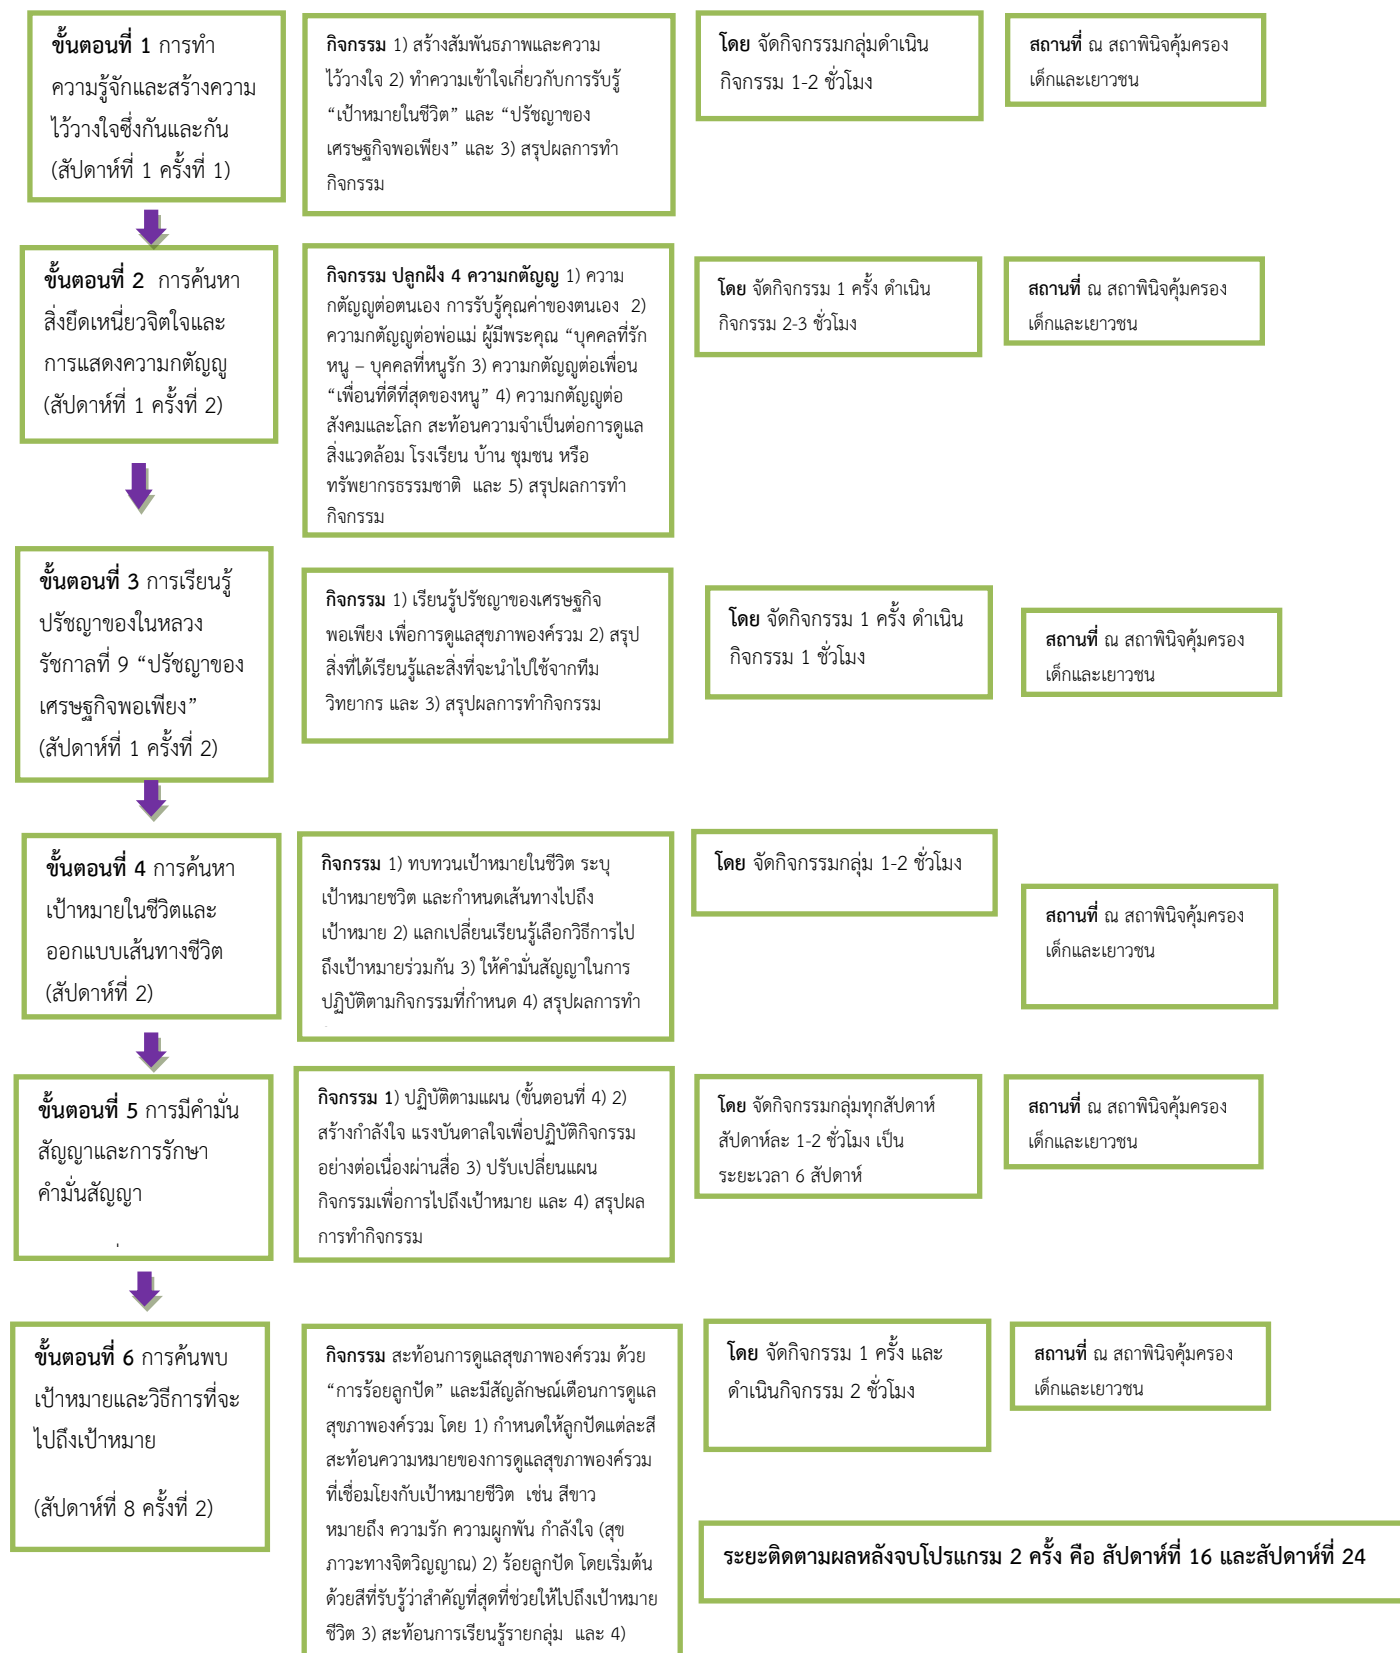 ขั้นตอนที่ 1 การทำ
ความรู้จักและสร้างความ
ไว้วางใจซึ่งกันและกัน
(สัปดาห์ที่ 1 ครั้งที่ 1)
กิจกรรม 1) สร้างสัมพันธภาพและความ
ไว้วางใจ 2) ทำความเข้าใจเกี่ยวกับการรับรู้
“เป้าหมายในชีวิต” และ “ปรัชญาของ
เศรษฐกิจพอเพียง” และ 3) สรุปผลการทำ
กิจกรรม
โดย จัดกิจกรรมกลุ่มดำเนิน
กิจกรรม 1-2 ชั่วโมง
สถานที่ ณ สถาพินิจคุ้มครอง
เด็กและเยาวชน
ขั้นตอนที่ 2 การค้นหา
สิ่งยึดเหนี่ยวจิตใจและ
การแสดงความกตัญญู
(สัปดาห์ที่ 1 ครั้งที่ 2)
กิจกรรม ปลูกฝัง 4 ความกตัญญู 1) ความ
กตัญญูต่อตนเอง การรับรู้คุณค่าของตนเอง 2)
ความกตัญญูต่อพ่อแม่ ผู้มีพระคุณ “บุคคลที่รัก
หนู – บุคคลที่หนูรัก 3) ความกตัญญูต่อเพื่อน
“เพื่อนที่ดีที่สุดของหนู” 4) ความกตัญญูต่อ
สังคมและโลก สะท้อนความจำเป็นต่อการดูแล
สิ่งแวดล้อม โรงเรียน บ้าน ชุมชน หรือ
ทรัพยากรธรรมชาติ และ 5) สรุปผลการทำ
กิจกรรม
โดย จัดกิจกรรม 1 ครั้ง ดำเนิน
กิจกรรม 2-3 ชั่วโมง
สถานที่ ณ สถาพินิจคุ้มครอง
เด็กและเยาวชน
ขั้นตอนที่ 3 การเรียนรู้
ปรัชญาของในหลวง
รัชกาลที่ 9 “ปรัชญาของ
เศรษฐกิจพอเพียง”
(สัปดาห์ที่ 1 ครั้งที่ 2)
กิจกรรม 1) เรียนรู้ปรัชญาของเศรษฐกิจ
พอเพียง เพื่อการดูแลสุขภาพองค์รวม 2) สรุป
สิ่งที่ได้เรียนรู้และสิ่งที่จะนำไปใช้จากทีม
วิทยากร และ 3) สรุปผลการทำกิจกรรม
โดย จัดกิจกรรม 1 ครั้ง ดำเนิน
กิจกรรม 1 ชั่วโมง
สถานที่ ณ สถาพินิจคุ้มครอง
เด็กและเยาวชน
ขั้นตอนที่ 4 การค้นหา
เป้าหมายในชีวิตและ
ออกแบบเส้นทางชีวิต
(สัปดาห์ที่ 2)
กิจกรรม 1) ทบทวนเป้าหมายในชีวิต ระบุ
เป้าหมายชวิต และกำหนดเส้นทางไปถึง
เป้าหมาย 2) แลกเปลี่ยนเรียนรู้เลือกวิธีการไป
ถึงเป้าหมายร่วมกัน 3) ให้คำมั่นสัญญาในการ
ปฏิบัติตามกิจกรรมที่กำหนด 4) สรุปผลการทำ
โดย จัดกิจกรรมกลุ่ม 1-2 ชั่วโมง
สถานที่ ณ สถาพินิจคุ้มครอง
เด็กและเยาวชน
ขั้นตอนที่ 5 การมีคำมั่น
สัญญาและการรักษา
คำมั่นสัญญา
กิจกรรม 1) ปฏิบัติตามแผน (ขั้นตอนที่ 4) 2)
สร้างกำลังใจ แรงบันดาลใจเพื่อปฏิบัติกิจกรรม
อย่างต่อเนื่องผ่านสื่อ 3) ปรับเปลี่ยนแผน
กิจกรรมเพื่อการไปถึงเป้าหมาย และ 4) สรุปผล
การทำกิจกรรม
โดย จัดกิจกรรมกลุ่มทุกสัปดาห์
สัปดาห์ละ 1-2 ชั่วโมง เป็น
ระยะเวลา 6 สัปดาห์
สถานที่ ณ สถาพินิจคุ้มครอง
เด็กและเยาวชน
ขั้นตอนที่ 6 การค้นพบ
เป้าหมายและวิธีการที่จะ
ไปถึงเป้าหมาย
(สัปดาห์ที่ 8 ครั้งที่ 2)
กิจกรรม สะท้อนการดูแลสุขภาพองค์รวม ด้วย
“การร้อยลูกปัด” และมีสัญลักษณ์เตือนการดูแล
สุขภาพองค์รวม โดย 1) กำหนดให้ลูกปัดแต่ละสี
สะท้อนความหมายของการดูแลสุขภาพองค์รวม
ที่เชื่อมโยงกับเป้าหมายชีวิต เช่น สีขาว
หมายถึง ความรัก ความผูกพัน กำลังใจ (สุข
ภาวะทางจิตวิญญาณ) 2) ร้อยลูกปัด โดยเริ่มต้น
ด้วยสีที่รับรู้ว่าสำคัญที่สุดที่ช่วยให้ไปถึงเป้าหมาย
ชีวิต 3) สะท้อนการเรียนรู้รายกลุ่ม และ 4)
โดย จัดกิจกรรม 1 ครั้ง และ
ดำเนินกิจกรรม 2 ชั่วโมง
สถานที่ ณ สถาพินิจคุ้มครอง
เด็กและเยาวชน
ระยะติดตามผลหลังจบโปรแกรม 2 ครั้ง คือ สัปดาห์ที่ 16 และสัปดาห์ที่ 24